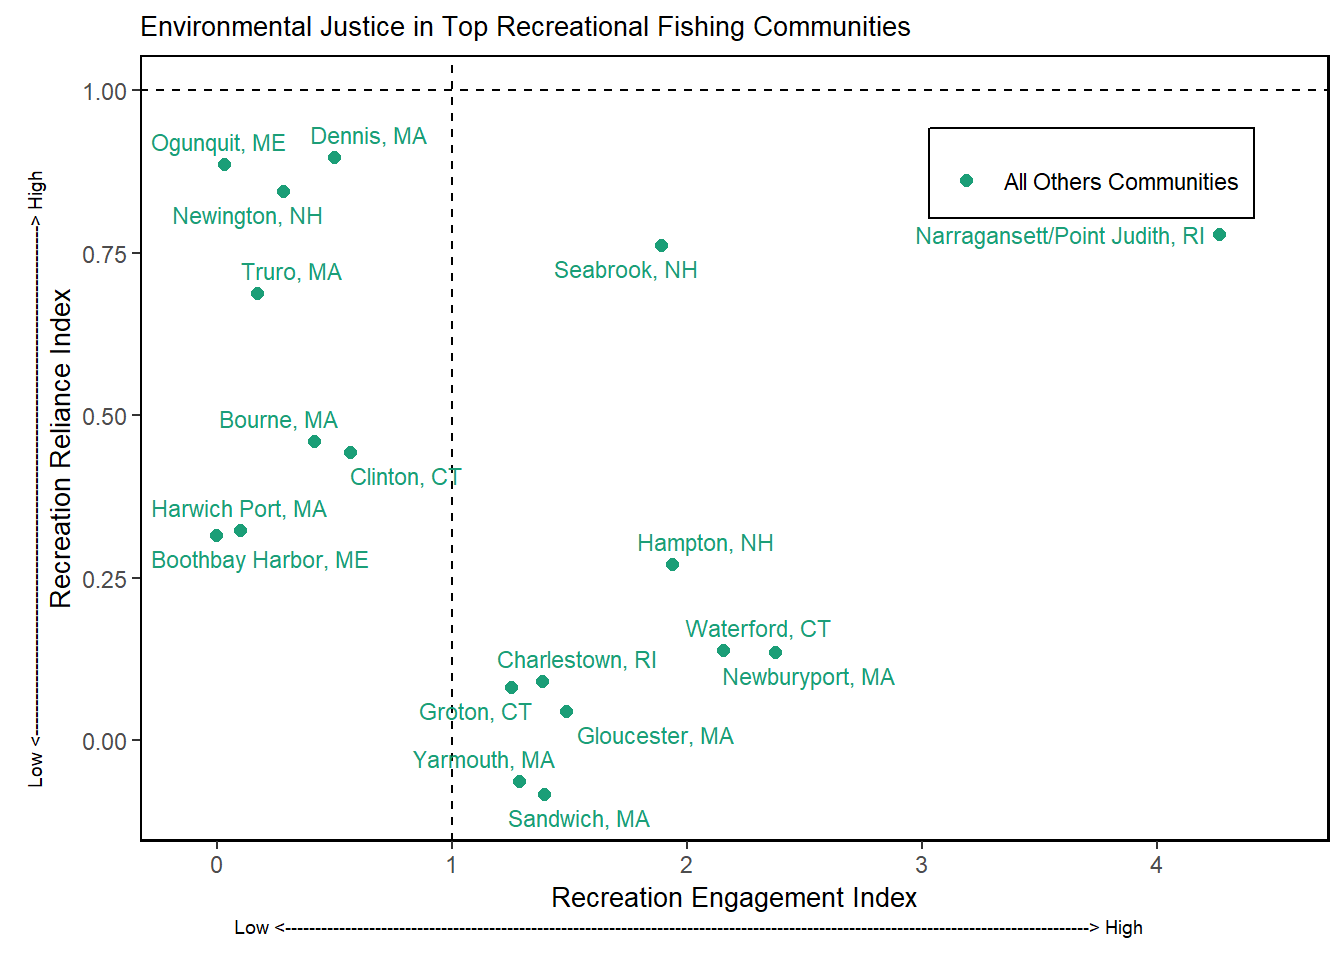 Environmental Justice in Top Recreational Fishing Communities
1.00
0.75
0.50
0.25
0.00
Recreation Reliance Index
Low <----------------------------------------------------------------------------------------> High
Ogunquit, ME
Dennis, MA
Newington, NH
Truro, MA
All Others Communities
Narragansett/Point Judith, RI
Seabrook, NH
Bourne, MA
Clinton, CT
Harwich Port, MA
Boothbay Harbor, ME
Hampton, NH
Waterford, CT
Newburyport, MA
Charlestown, RI
Groton, CT
Gloucester, MA
Yarmouth, MA
Sandwich, MA
0
1
2
3
4
Recreation Engagement Index
Low <----------------------------------------------------------------------------------------------------------------------------------------> High